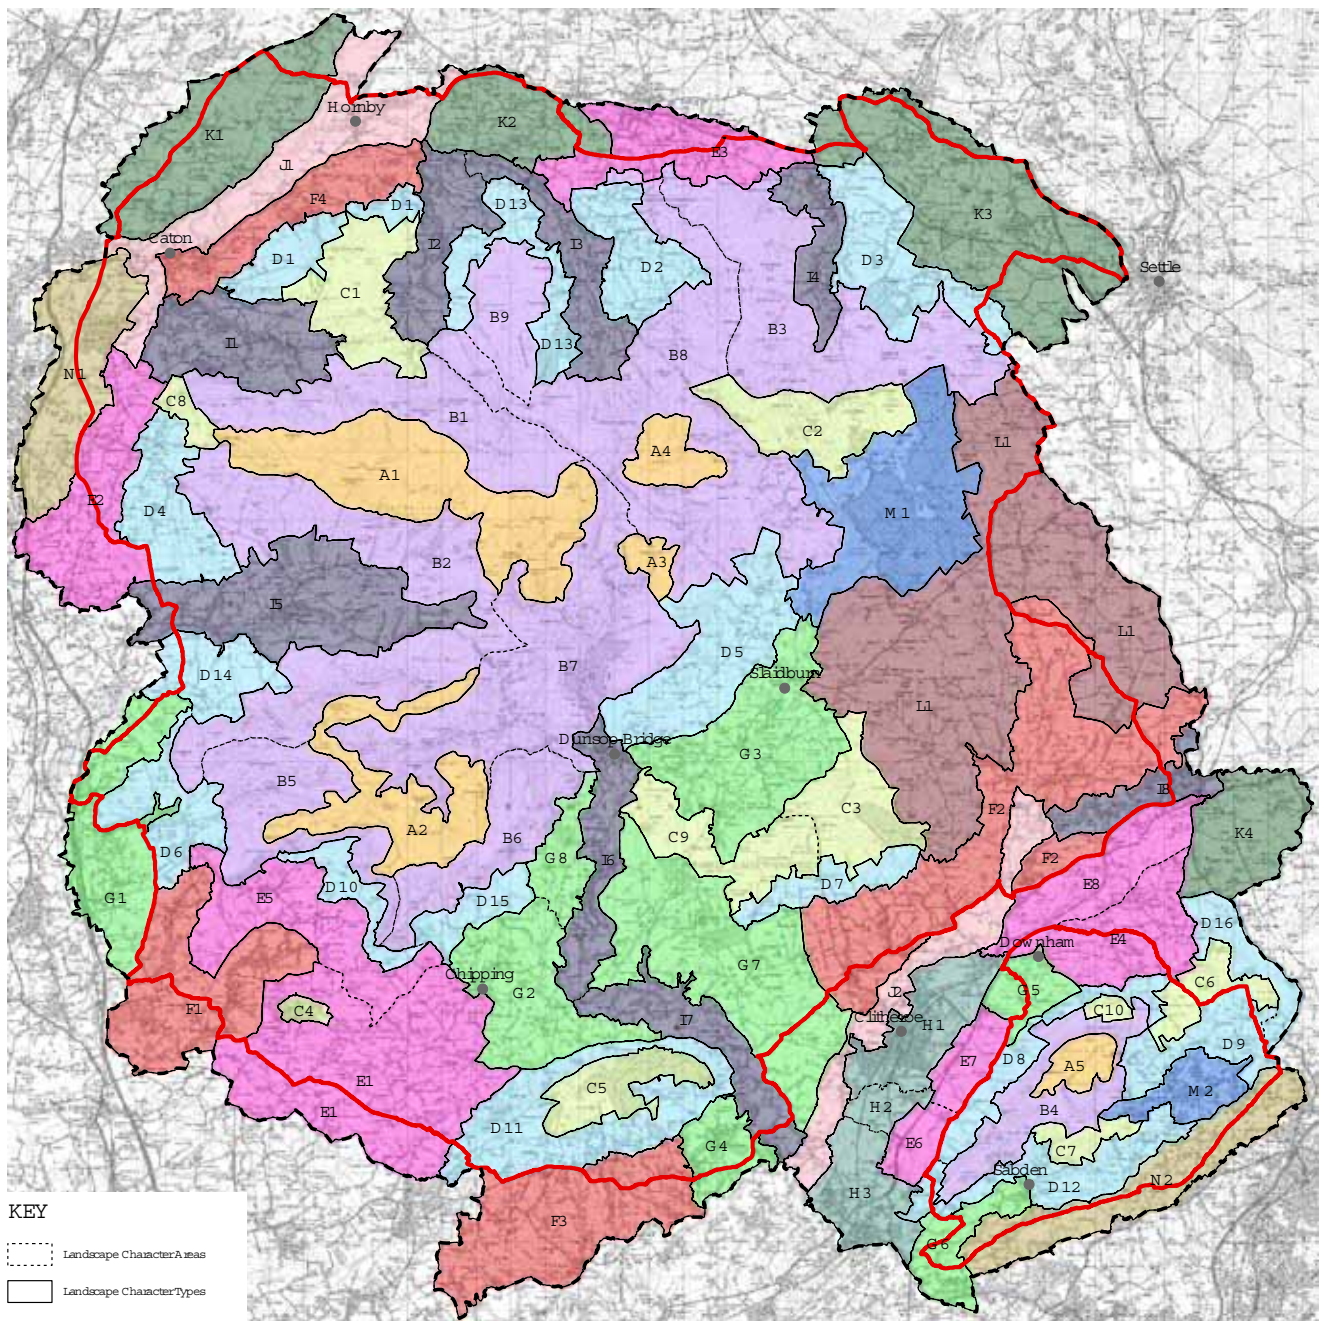 Hornby
K1
K2
J1
E3
F4
D1
D13
K3
Caton
I2
I3
D1
D2
D3
Settle
C1
I4
B9
B3
I1
D13
B8
N1
C8
B1
C2
L1
A4
A1
E2
D4
M1
B2
A3
I5
L1
D5
B7
D14
Slaidburn
L1
Dunsop Bridge
G3
B5
I8
C3
F2
A2
B6
C9
K4
D6
G8
I6
F2
E8
D10
D7
E5
G1
D15
D16
Downham
E4
Chipping
G7
G2
J2
G5
C6
F1
C4
I7
Clitheroe
H1
C10
D8
D9
E7
A5
E1
C5
M2
E1
H2
B4
D11
G4
E6
C7
Sabden
N2
D12
H3
F3
G6
KEY
Landscape Character Areas
Landscape Character Types